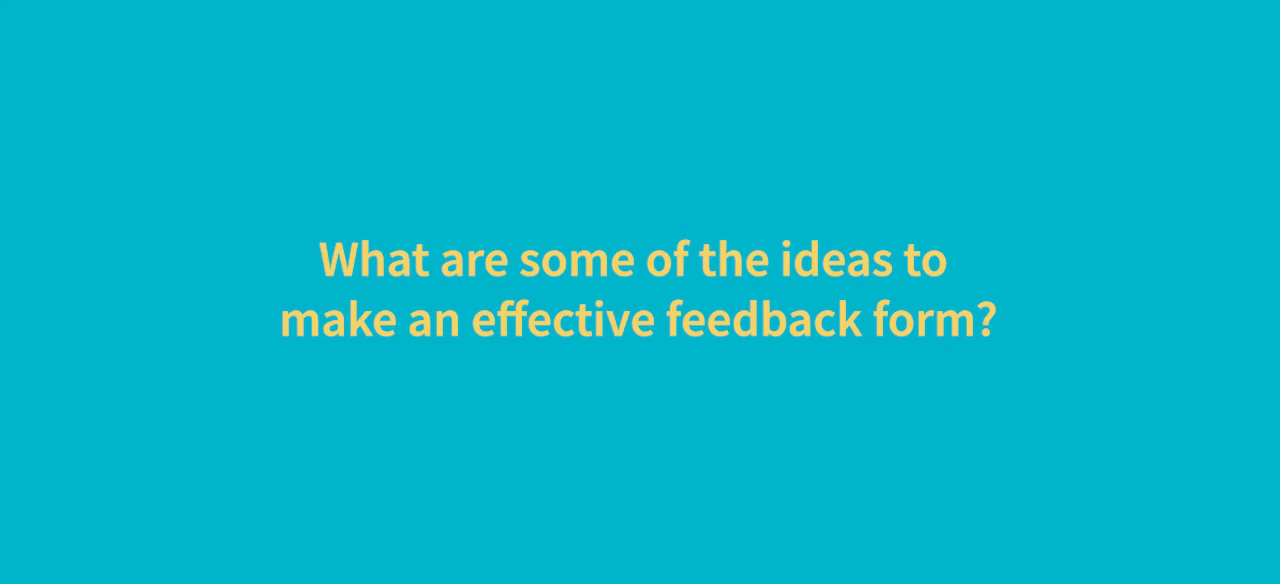 What are some of the ideas to
make an effective feedback form?